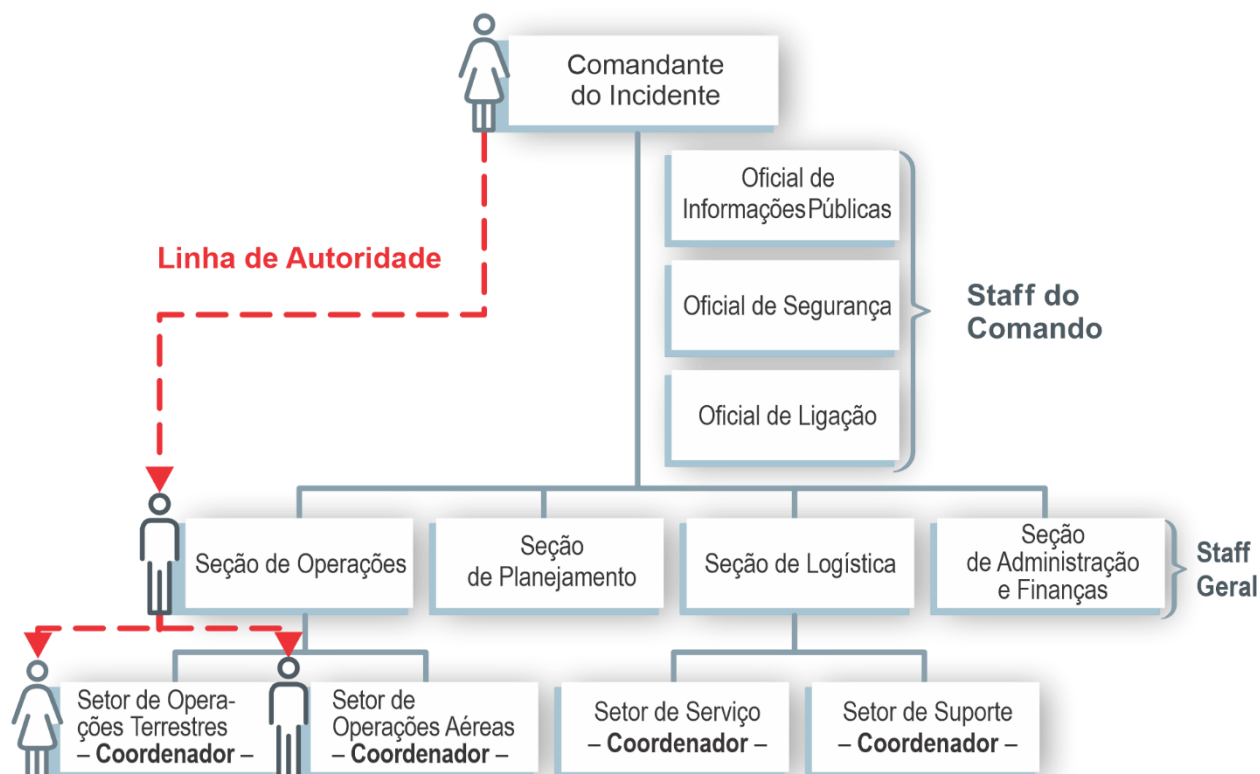 Comandante
do Incidente
Oficial de
Informações Públicas
Linha de Autoridade
Oficial de Segurança
Staff do
Comando
Oficial de Ligação
Seção de Operações
Seção
de Planejamento
Seção de Logística
Seção
de Administração
e Finanças
Staff
Geral
Setor de Opera-
ções Terrestres
– Coordenador –
Setor de
Operações Aéreas
– Coordenador –
Setor de Serviço
– Coordenador –
Setor de Suporte
– Coordenador –